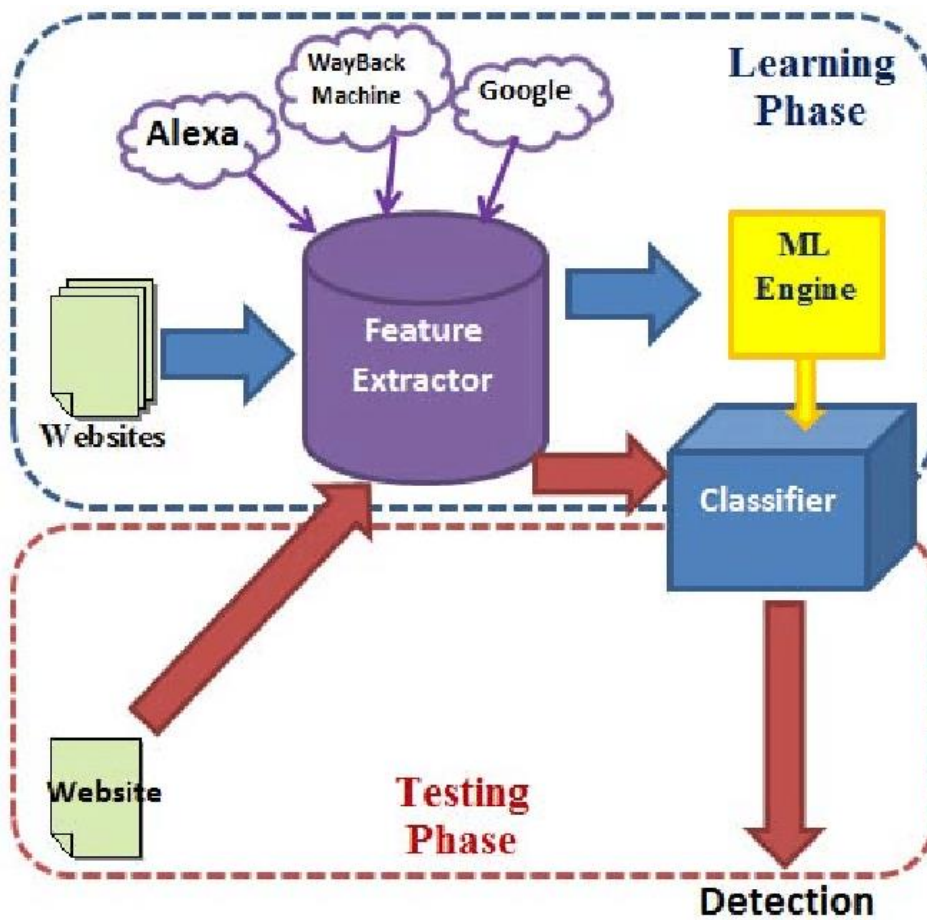 WayBack
Machine
Google
Alexa
Learning
Phase
ML
Engine
Feature
Extractor
Websites
Classifier
Website
Testing
Phase
Detection